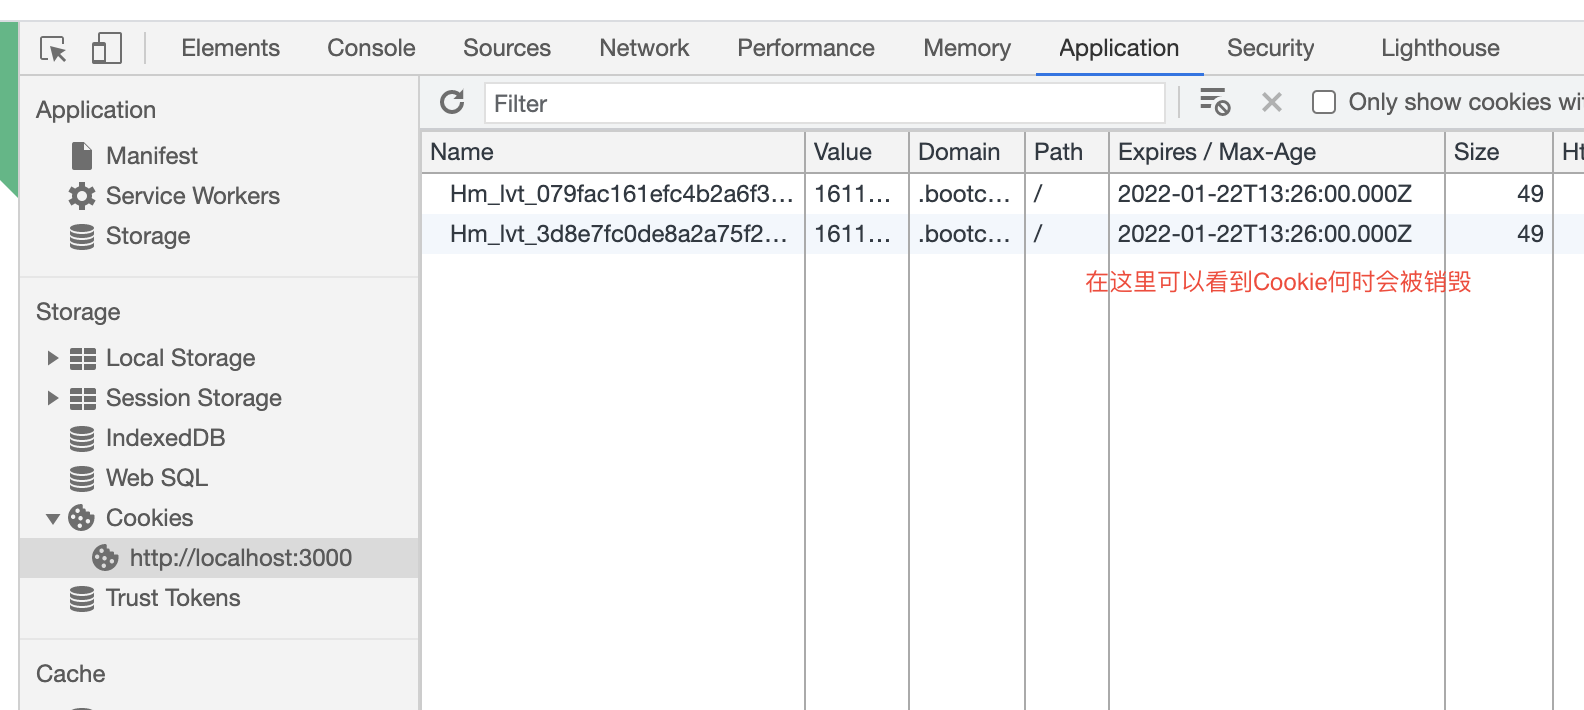 Elements Console Sources Network Performance Memory Application Security Lighthouse
Application
Manifest
Service Workers
Storage
Storage
Local Storage
Session Storage
IndexedDB
Web SQL
Cookies
http://localhost:3000
Trust Tokens
Cache
Filter Only show cookies wi
Name Value Domain Path Expires / Max-Age Size Ht
Hm_lvt_079fac161efc4b2a6f3... 1611... .bootc... / 2022-01-22T13:26:00.000Z 49
Hm_lvt_3d8e7fc0de8a2a75f2... 1611... .bootc... / 2022-01-22T13:26:00.000Z 49
在这里可以看到Cookie何时会被销毁